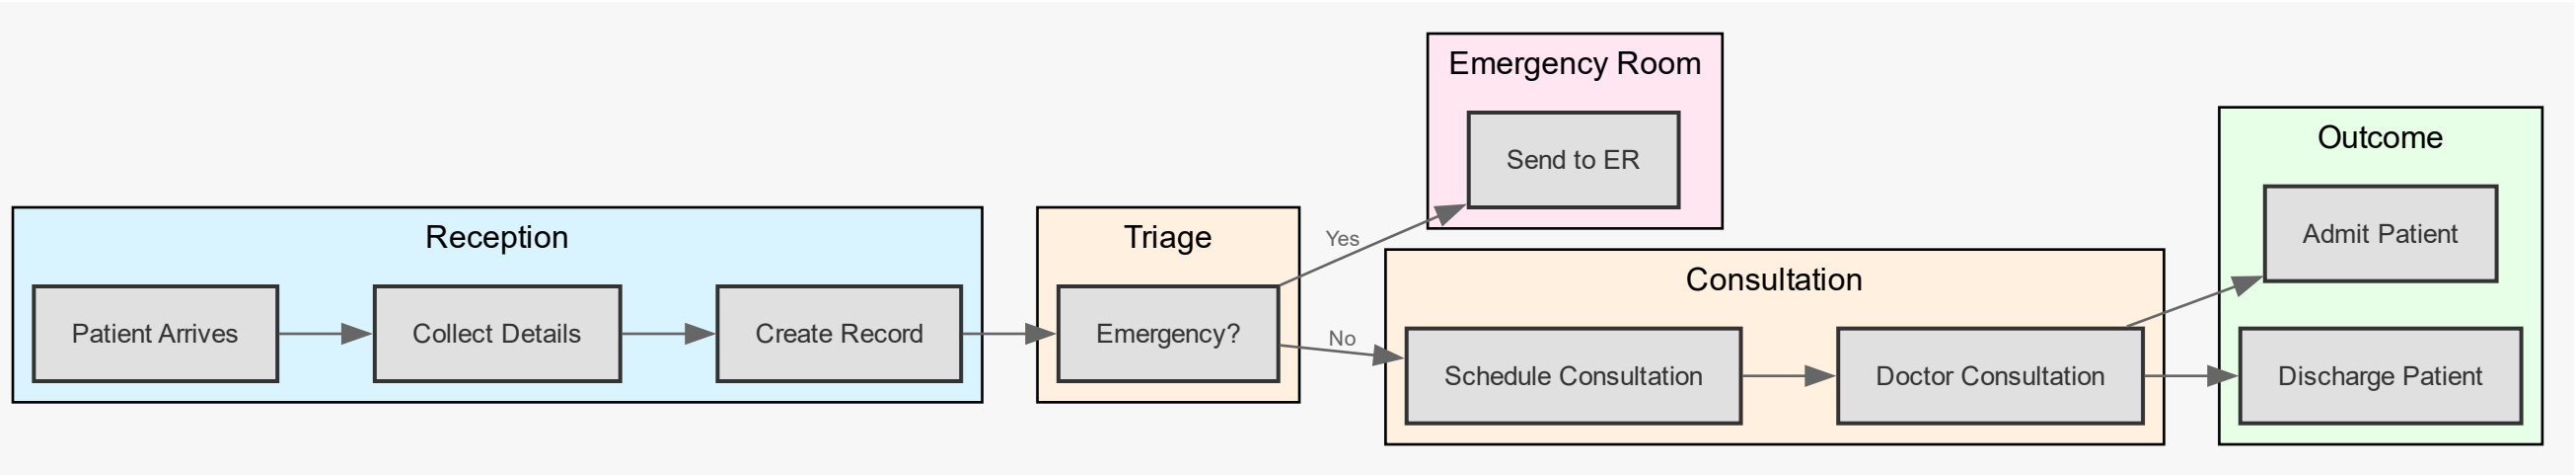 Reception
Patient Arrives
Collect Details
Create Record
Triage
Emergency?
Yes
No
Emergency Room
Send to ER
Consultation
Schedule Consultation
Doctor Consultation
Outcome
Admit Patient
Discharge Patient